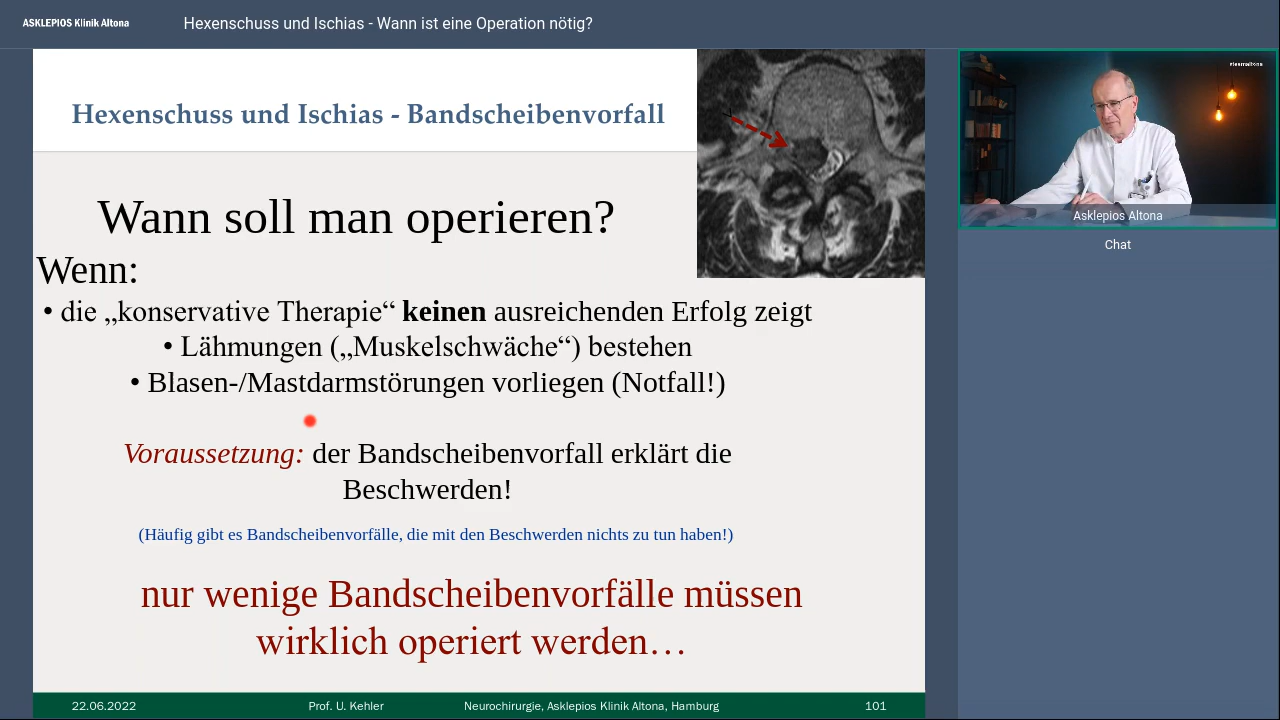 ASKLEPIOS Klinik Altona
Hexenschuss und Ischias - Wann ist eine Operation nötig?
Hexenschuss und Ischias - Bandscheibenvorfall
Wann soll man operieren?
Wenn:
• die „konservative Therapie“ keinen ausreichenden Erfolg zeigt
• Lähmungen („Muskelschwäche“) bestehen
• Blasen-/Mastdarmstörungen vorliegen (Notfall!)
Voraussetzung: der Bandscheibenvorfall erklärt die
Beschwerden!
(Häufig gibt es Bandscheibenvorfälle, die mit den Beschwerden nichts zu tun haben!)
nur wenige Bandscheibenvorfälle müssen
wirklich operiert werden…
22.06.2022
Prof. U. Kehler
Neurochirurgie, Asklepios Klinik Altona, Hamburg
101
Asklepios Altona
Chat